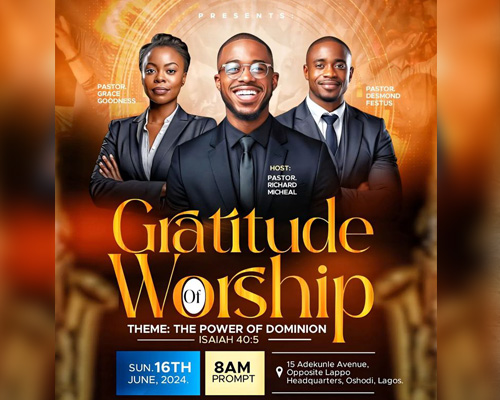 PRESENTS:
PASTOR.
GRACE
GOODNESS
PASTOR.
DESMOND
FESTUS
HOST:
PASTOR.
RICHARD
MICHEAL
Gratitude
Of
Worship
THEME: THE POWER OF DOMINION
ISAIAH 40:5
SUN. 16TH
JUNE, 2024.
8AM
PROMPT
15 Adekunle Avenue,
Opposite Lappo
Headquarters, Oshodi, Lagos.